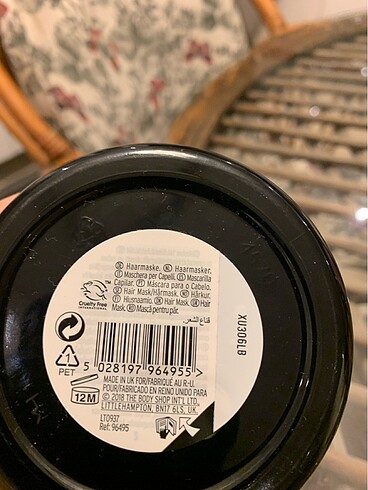 Haarmaske. Haarmasker.
Maschera per Capelli. Mascarilla
Capilar. Máscara para o Cabelo.
Hair Mask/Hårmask. Hårkur.
Hiusnaamio. Hair Mask. Hair
Mask. Mască pentru păr.
قناع الشعر.
Cruelty Free
INTERNATIONAL
TM
1
PET
5 028197 964955 >
12M
MADE IN UK FOR/FABRIQUÉ AU R.-U.
POUR/FABRICADO EN REINO UNIDO PARA
© 2018 THE BODY SHOP INT'L LTD,
LITTLEHAMPTON, BN17 6LS, UK.
LT0937
Ref: 96495
XU306LB